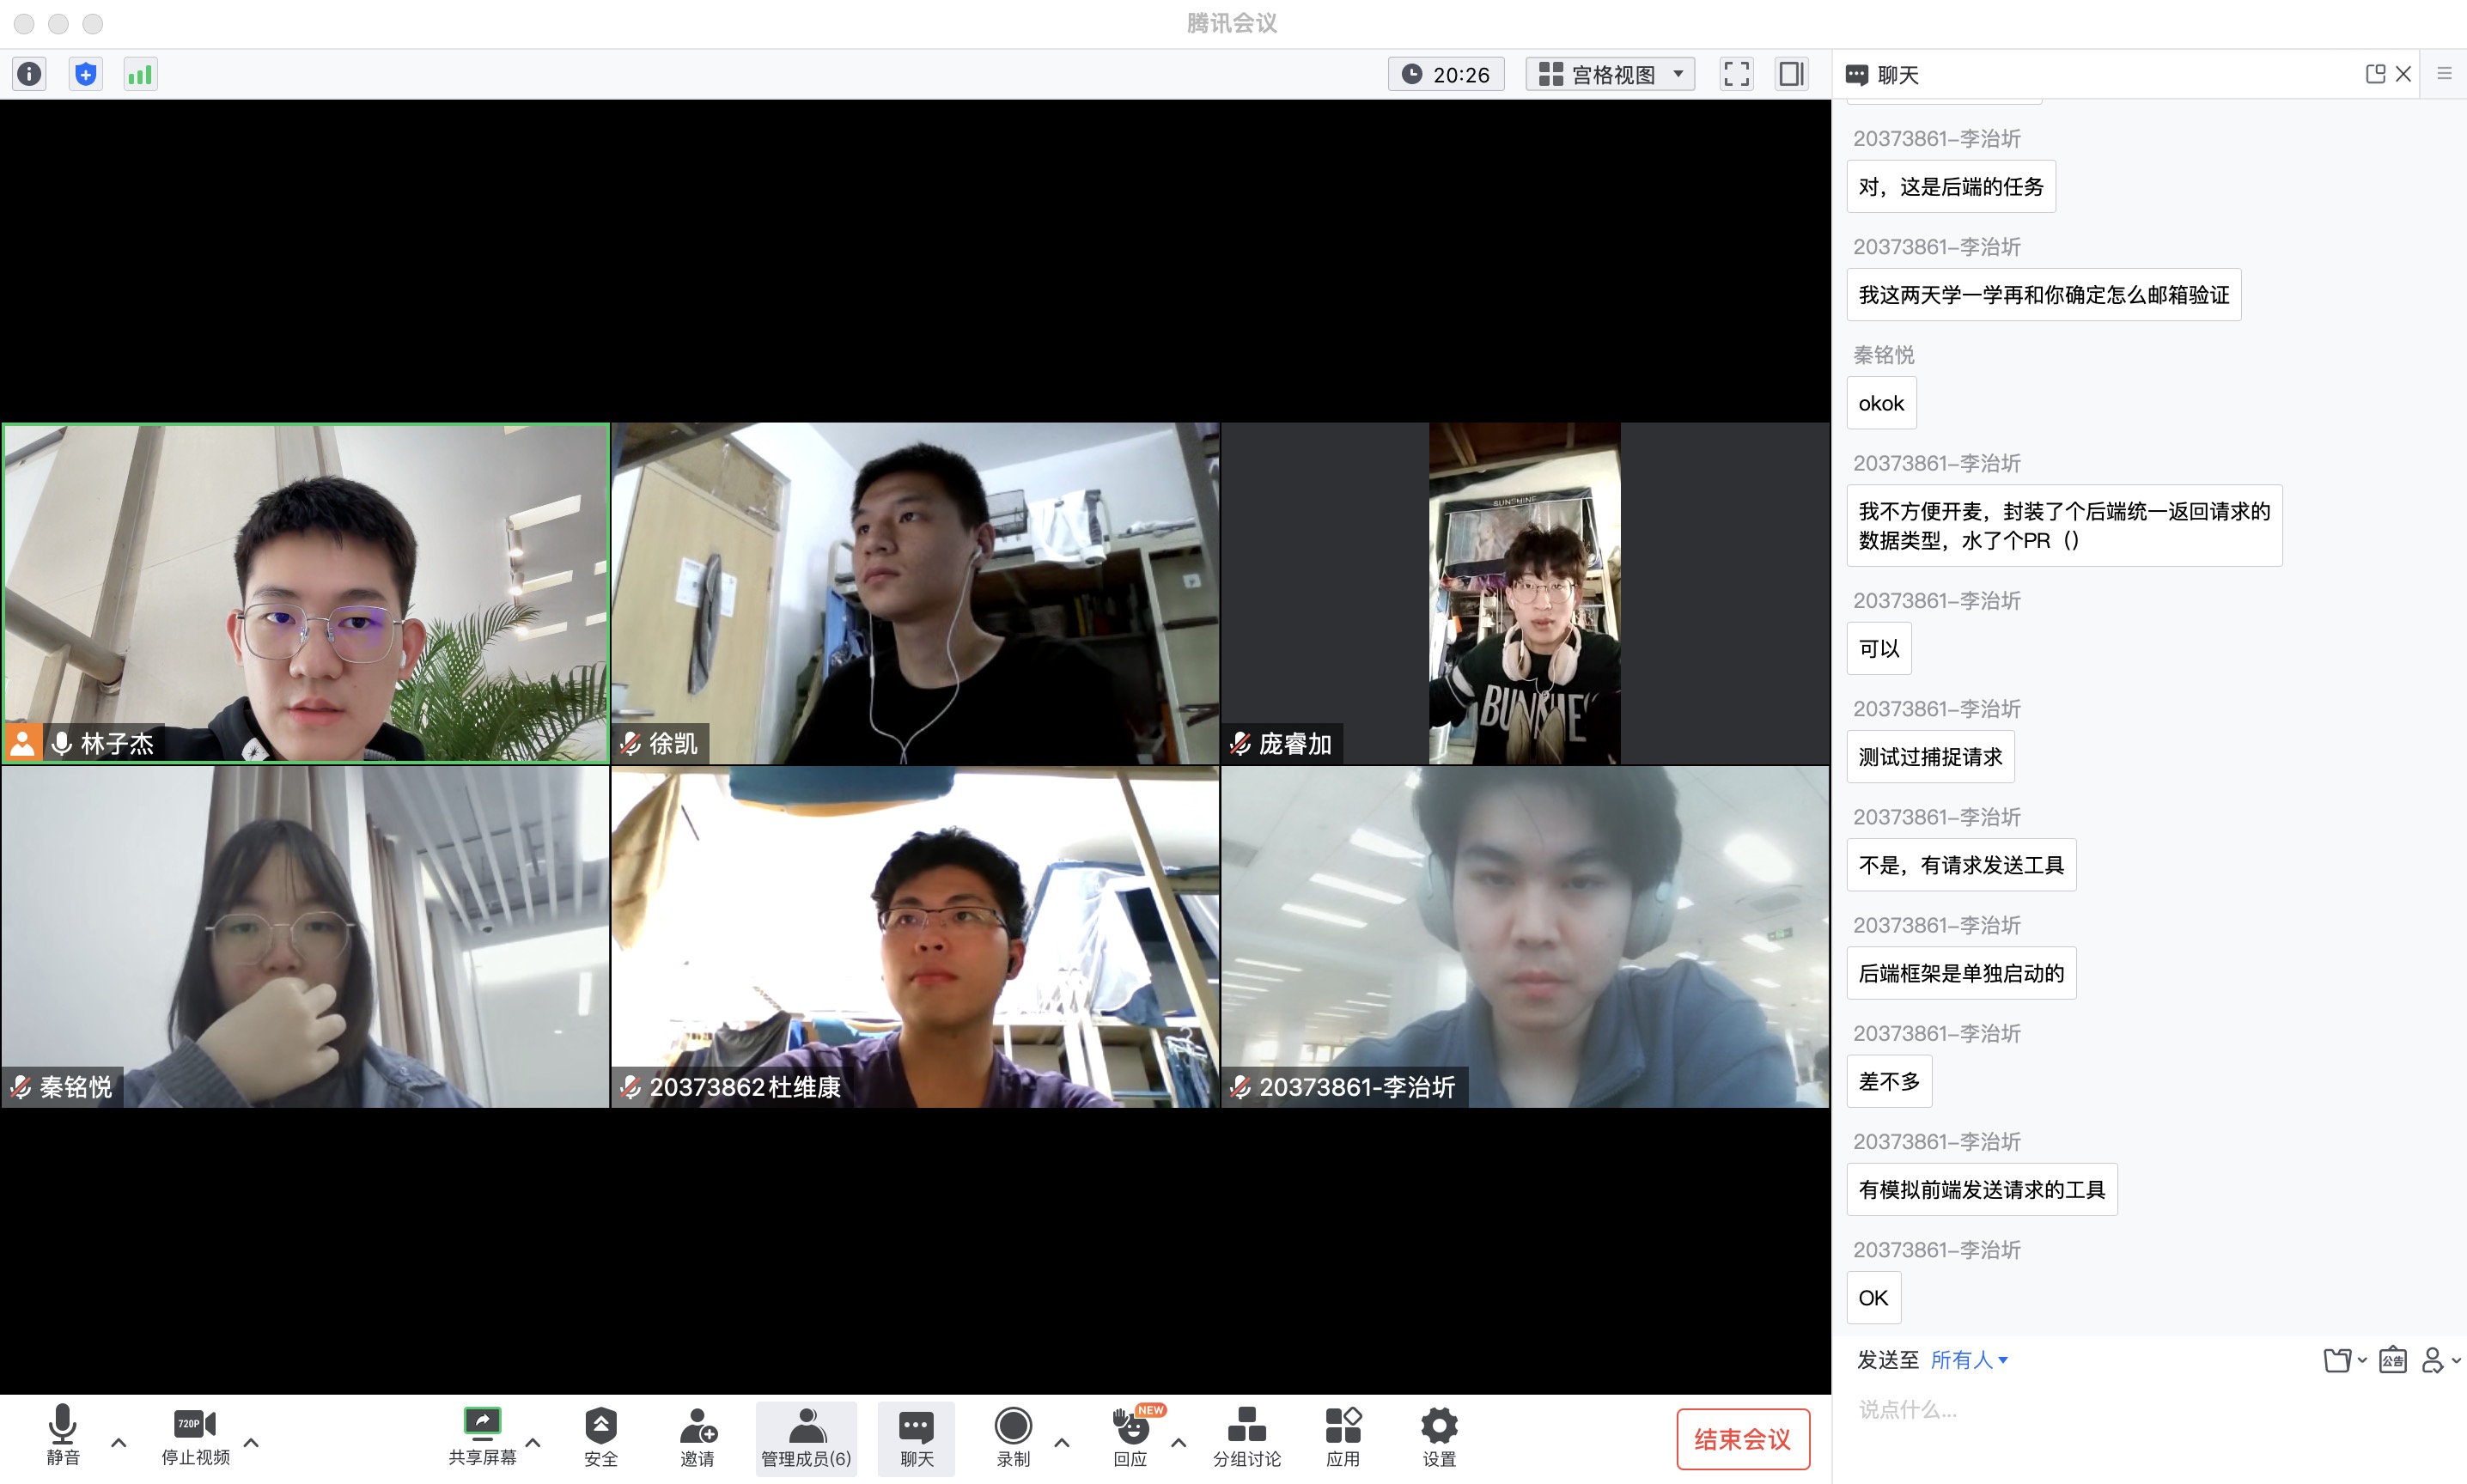 腾讯会议
20:26
宫格视图
聊天
20373861-李治圻
对，这是后端的任务
20373861-李治圻
我这两天学一学再和你确定怎么邮箱验证
秦铭悦
okok
20373861-李治圻
我不方便开麦，封装了个后端统一返回请求的
数据类型，水了个PR（）
20373861-李治圻
可以
20373861-李治圻
测试过捕捉请求
20373861-李治圻
不是，有请求发送工具
20373861-李治圻
后端框架是单独启动的
20373861-李治圻
差不多
20373861-李治圻
有模拟前端发送请求的工具
20373861-李治圻
OK
发送至 所有人
公告
说点什么...
SUNSHINE
林子杰
徐凯
庞睿加
秦铭悦
20373862杜维康
20373861-李治圻
720P
NEW
静音
停止视频
共享屏幕
安全
邀请
管理成员(6)
聊天
录制
回应
分组讨论
应用
设置
结束会议